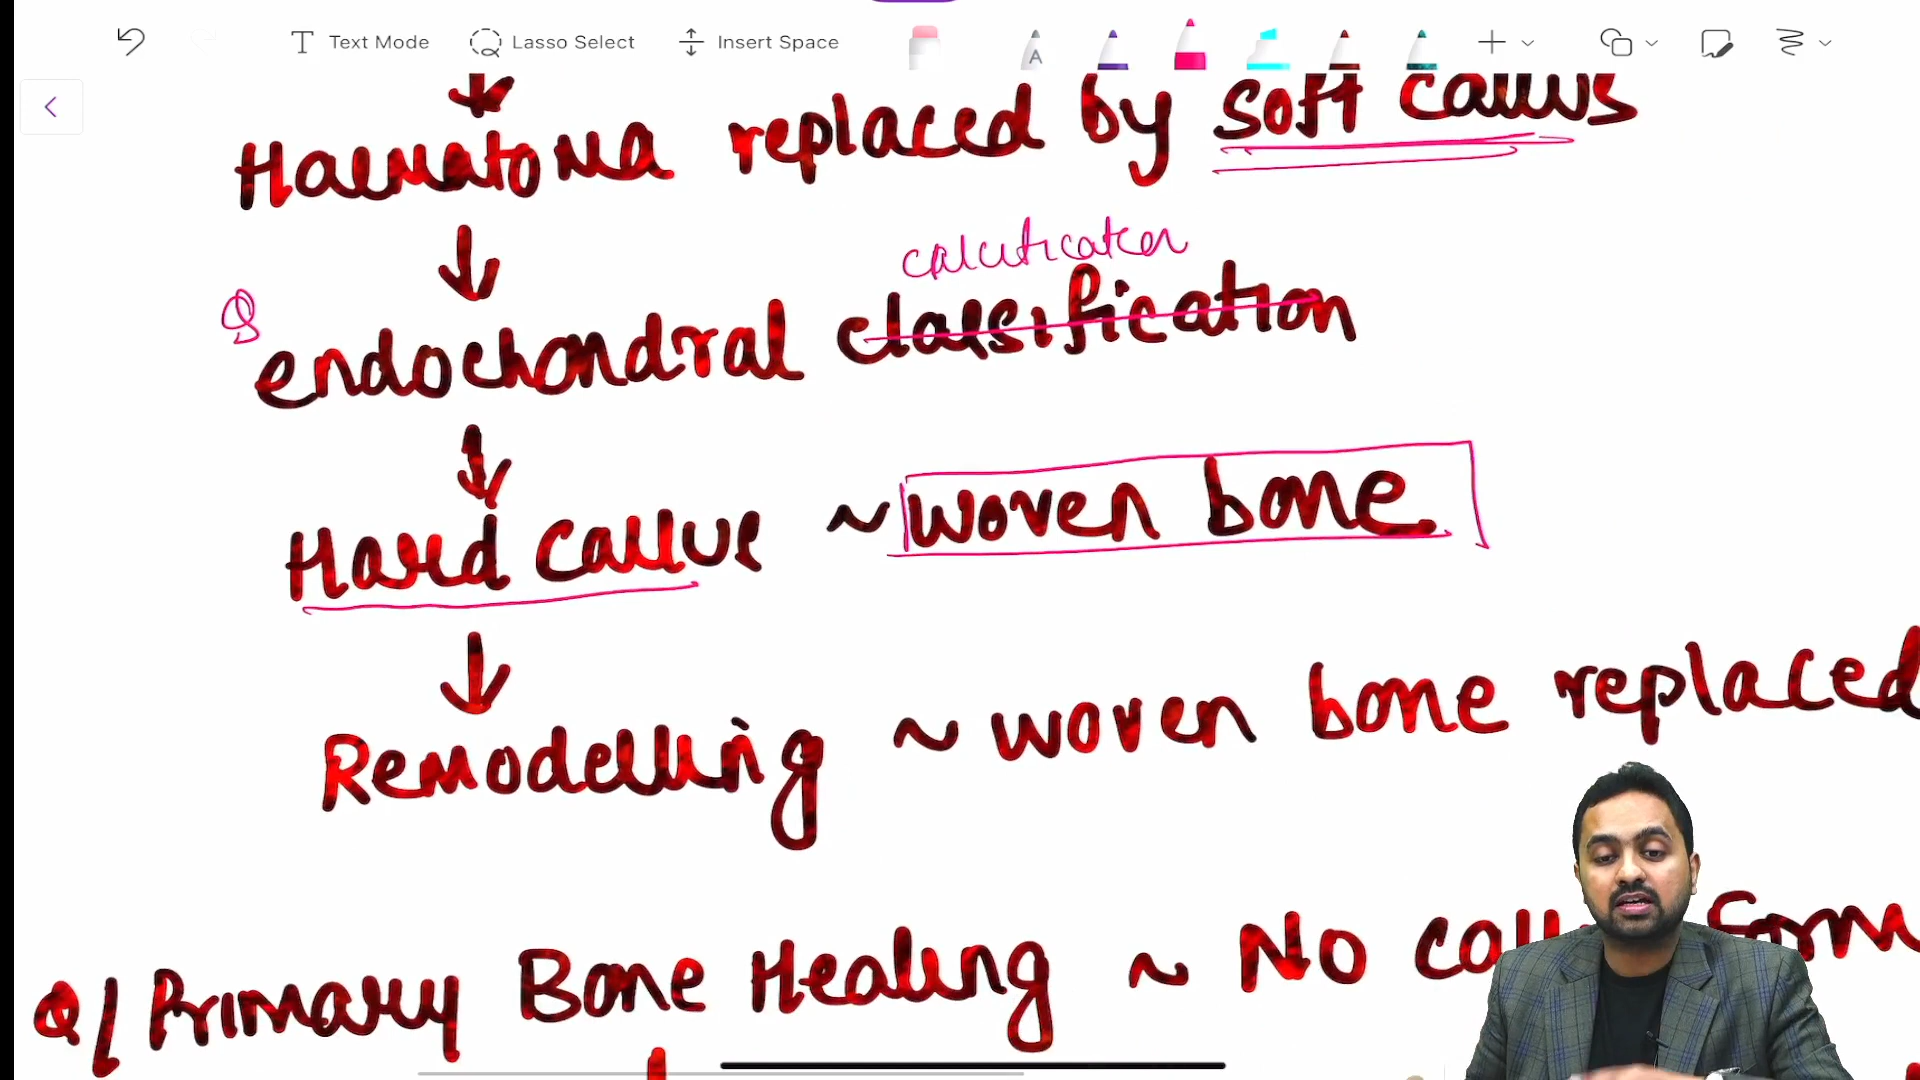 Text Mode Lasso Select Insert Space
Haematoma replaced by soft callus
calcification
endochondral classification
Hard callus ~ woven bone
Remodelling ~ woven bone replaced
Q/ Primary Bone Healing ~ No form